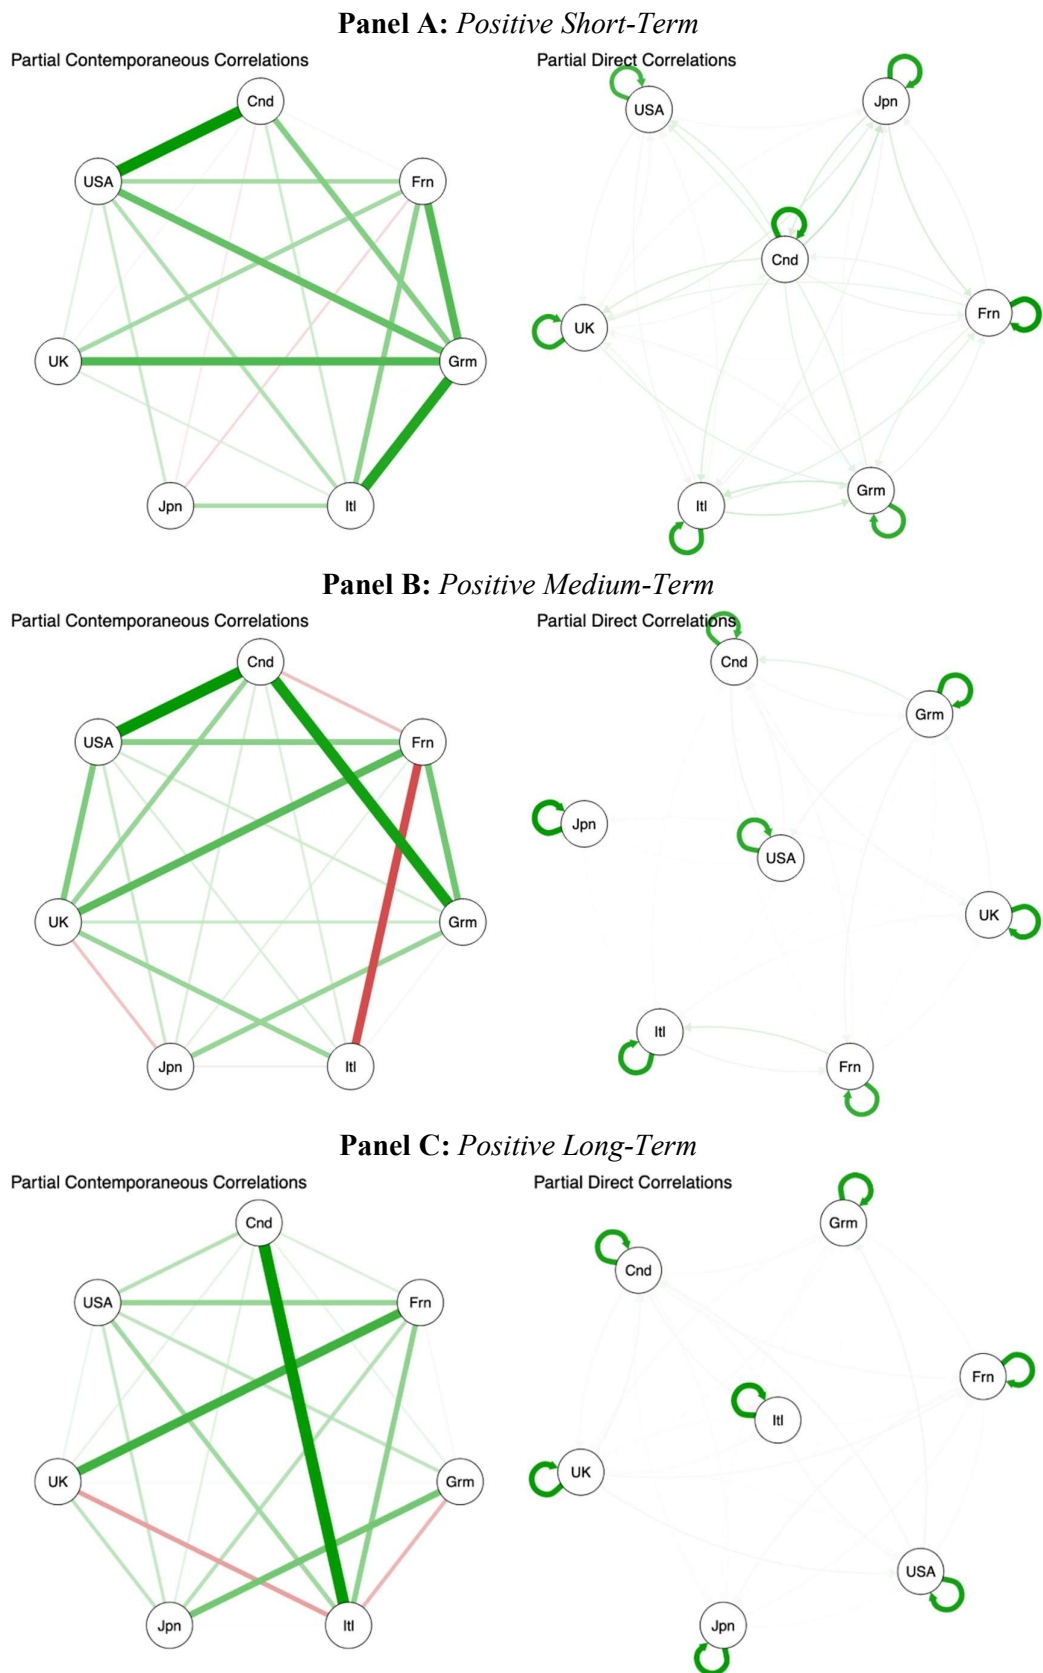 Panel A: Positive Short-Term
Partial Contemporaneous Correlations
Cnd
USA
Frn
UK
Grm
Jpn
Itl
Partial Direct Correlations
USA
Jpn
Cnd
UK
Frn
Itl
Grm
Panel B: Positive Medium-Term
Partial Contemporaneous Correlations
Cnd
USA
Frn
UK
Grm
Jpn
Itl
Partial Direct Correlations
Cnd
Grm
Jpn
USA
UK
Itl
Frn
Panel C: Positive Long-Term
Partial Contemporaneous Correlations
Cnd
USA
Frn
UK
Grm
Jpn
Itl
Partial Direct Correlations
Grm
Cnd
Frn
Itl
UK
USA
Jpn